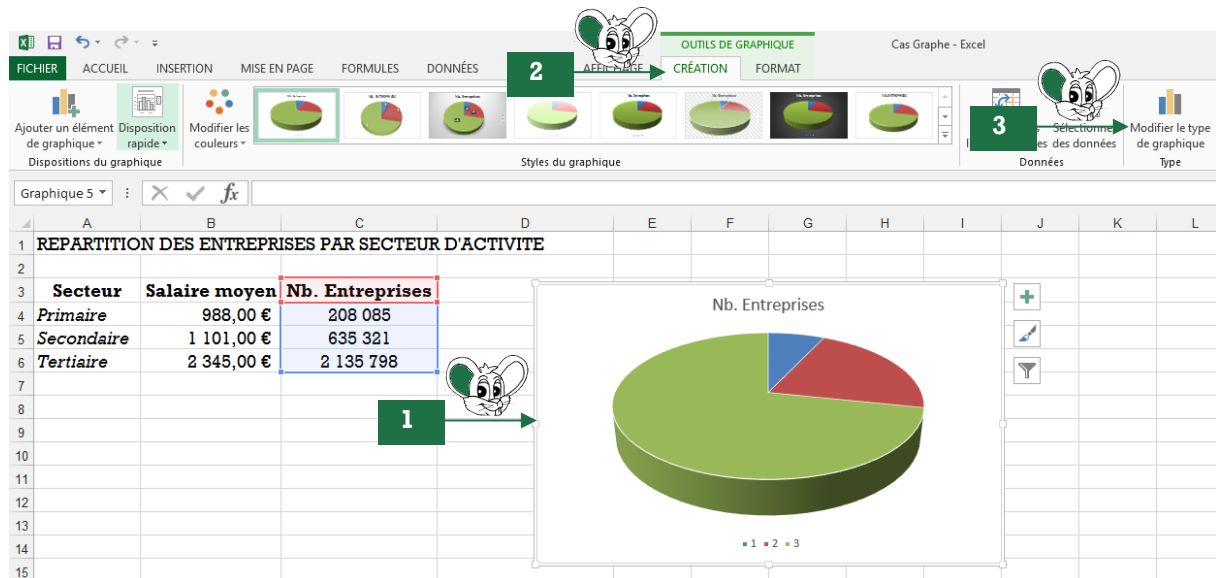 OUTILS DE GRAPHIQUE Cas Graphe - Excel
FICHIER ACCUEIL INSERTION MISE EN PAGE FORMULES DONNÉES 2 AFFICHAGE CRÉATION FORMAT
Ajouter un élément de graphique
Disposition rapide
Modifier les couleurs
3
Sélectionner des données
Modifier le type de graphique
Dispositions du graphique Styles du graphique Données Type
Graphique 5 fx
A B C D E F G H I J K L
1 REPARTITION DES ENTREPRISES PAR SECTEUR D'ACTIVITE
2
3 Secteur Salaire moyen Nb. Entreprises
4 Primaire 988,00 € 208 085
5 Secondaire 1 101,00 € 635 321
6 Tertiaire 2 345,00 € 2 135 798
7
8
9
10
11
12
13
14
15
1
Nb. Entreprises
1 2 3